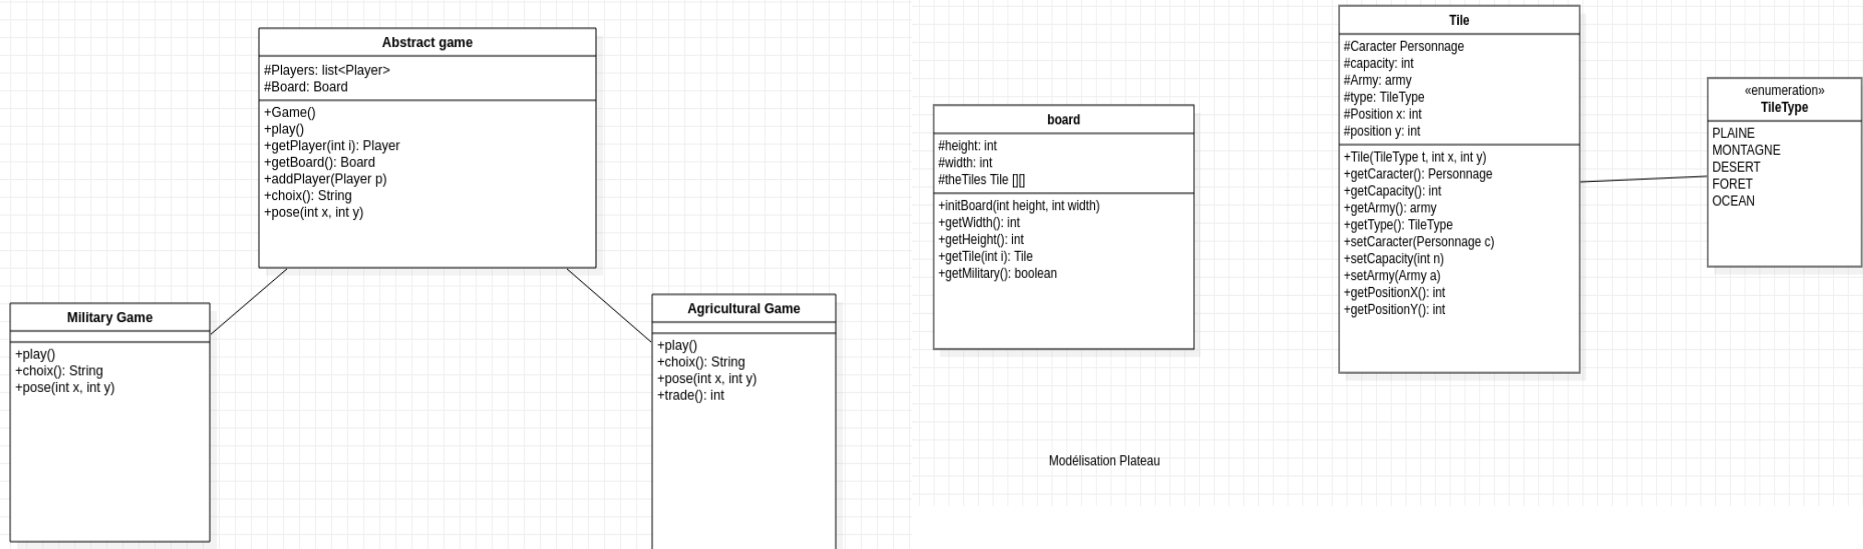 Abstract game
#Players: list<Player>
#Board: Board
+Game()
+play()
+getPlayer(int i): Player
+getBoard(): Board
+addPlayer(Player p)
+choix(): String
+pose(int x, int y)
Military Game
+play()
+choix(): String
+pose(int x, int y)
Agricultural Game
+play()
+choix(): String
+pose(int x, int y)
+trade(): int
board
#height: int
#width: int
#theTiles Tile [][]
+initBoard(int height, int width)
+getWidth(): int
+getHeight(): int
+getTile(int i): Tile
+getMilitary(): boolean
Modélisation Plateau
Tile
#Caracter Personnage
#capacity: int
#Army: army
#type: TileType
#Position x: int
#position y: int
+Tile(TileType t, int x, int y)
+getCaracter(): Personnage
+getCapacity(): int
+getArmy(): army
+getType(): TileType
+setCaracter(Personnage c)
+setCapacity(int n)
+setArmy(Army a)
+getPositionX(): int
+getPositionY(): int
«enumeration»
TileType
PLAINE
MONTAGNE
DESERT
FORET
OCEAN